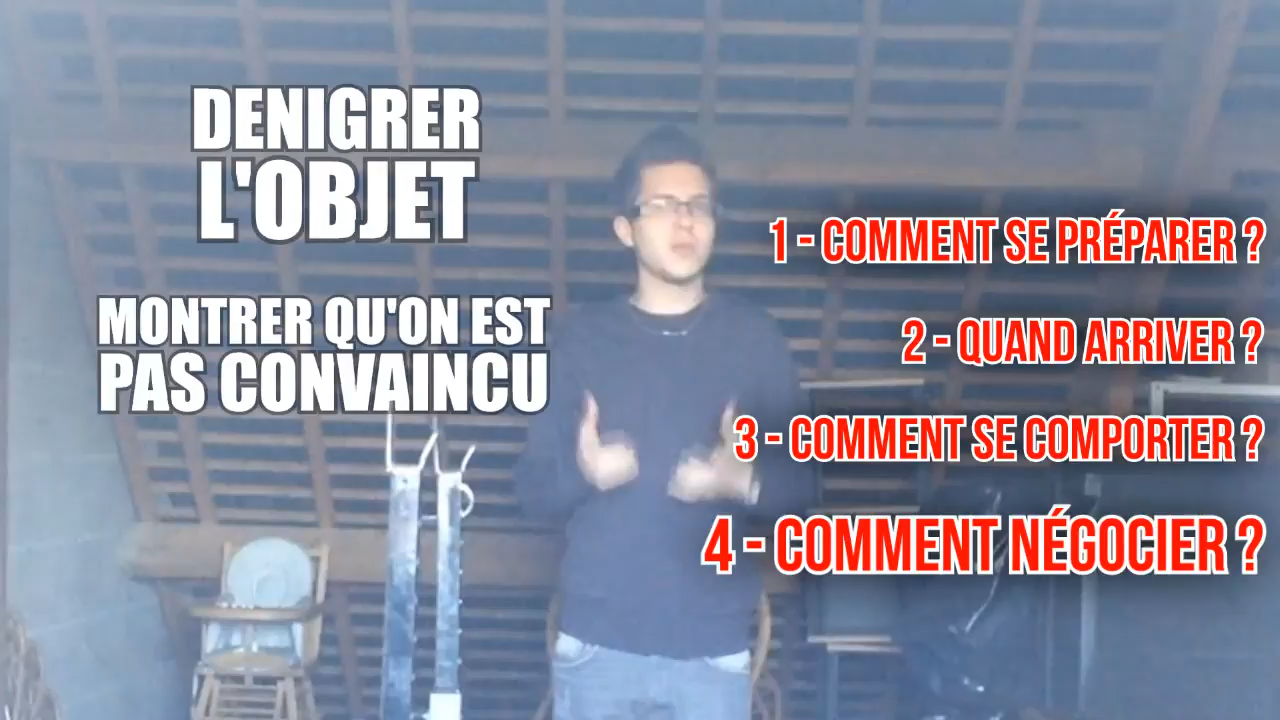 DENIGRER
L'OBJET
MONTRER QU'ON EST
PAS CONVAINCU
1 - COMMENT SE PRÉPARER ?
2 - QUAND ARRIVER ?
3 - COMMENT SE COMPORTER ?
4 - COMMENT NÉGOCIER ?